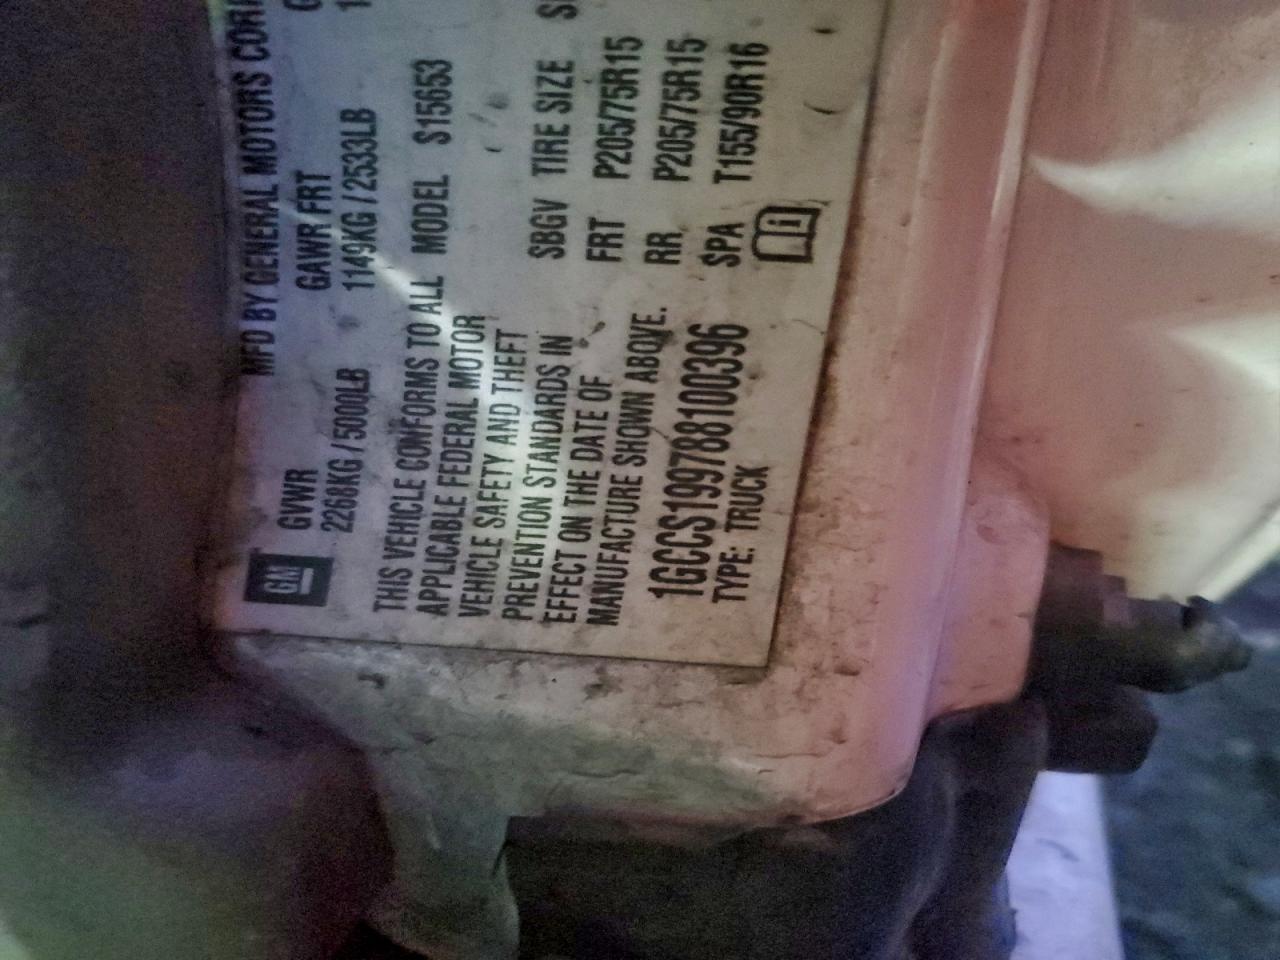 MFD BY GENERAL MOTORS COR
GM
GVWR GAWR FRT
2268KG / 5000LB 1149KG / 2533LB
THIS VEHICLE CONFORMS TO ALL
APPLICABLE FEDERAL MOTOR
VEHICLE SAFETY AND THEFT
PREVENTION STANDARDS IN
EFFECT ON THE DATE OF
MANUFACTURE SHOWN ABOVE.
1GCCS199788100396
TYPE: TRUCK
MODEL S15653
SBGV TIRE SIZE
FRT P205/75R15
RR P205/75R15
SPA T155/90R16
i